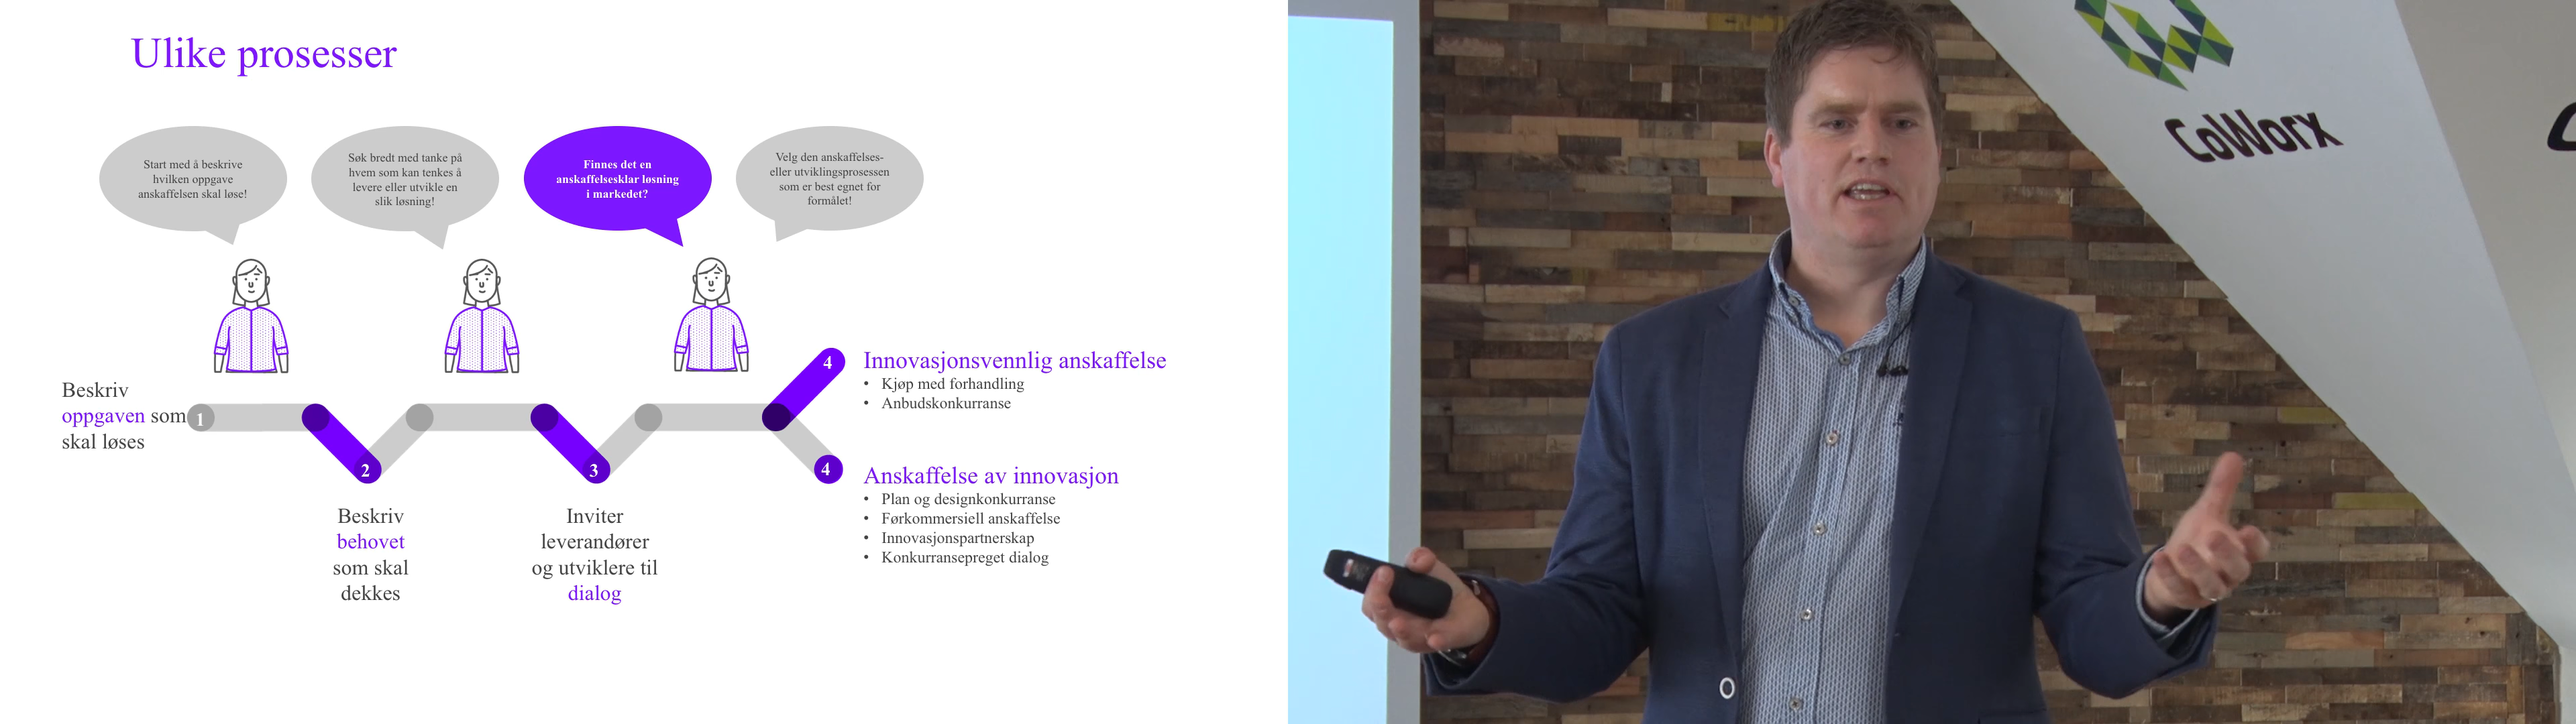 Ulike prosesser
Start med å beskrive
hvilken oppgave
anskaffelsen skal løse!
Søk bredt med tanke på
hvem som kan tenkes å
levere eller utvikle en
slik løsning!
Finnes det en
anskaffelsesklar løsning
i markedet?
Velg den anskaffelses-
eller utviklingsprosessen
som er best egnet for
formålet!
Beskriv
oppgaven som
skal løses
1
2
Beskriv
behovet
som skal
dekkes
3
Inviter
leverandører
og utviklere til
dialog
4
Innovasjonsvennlig anskaffelse
• Kjøp med forhandling
• Anbudskonkurranse
4
Anskaffelse av innovasjon
• Plan og designkonkurranse
• Førkommersiell anskaffelse
• Innovasjonspartnerskap
• Konkurransepreget dialog
CoWorx